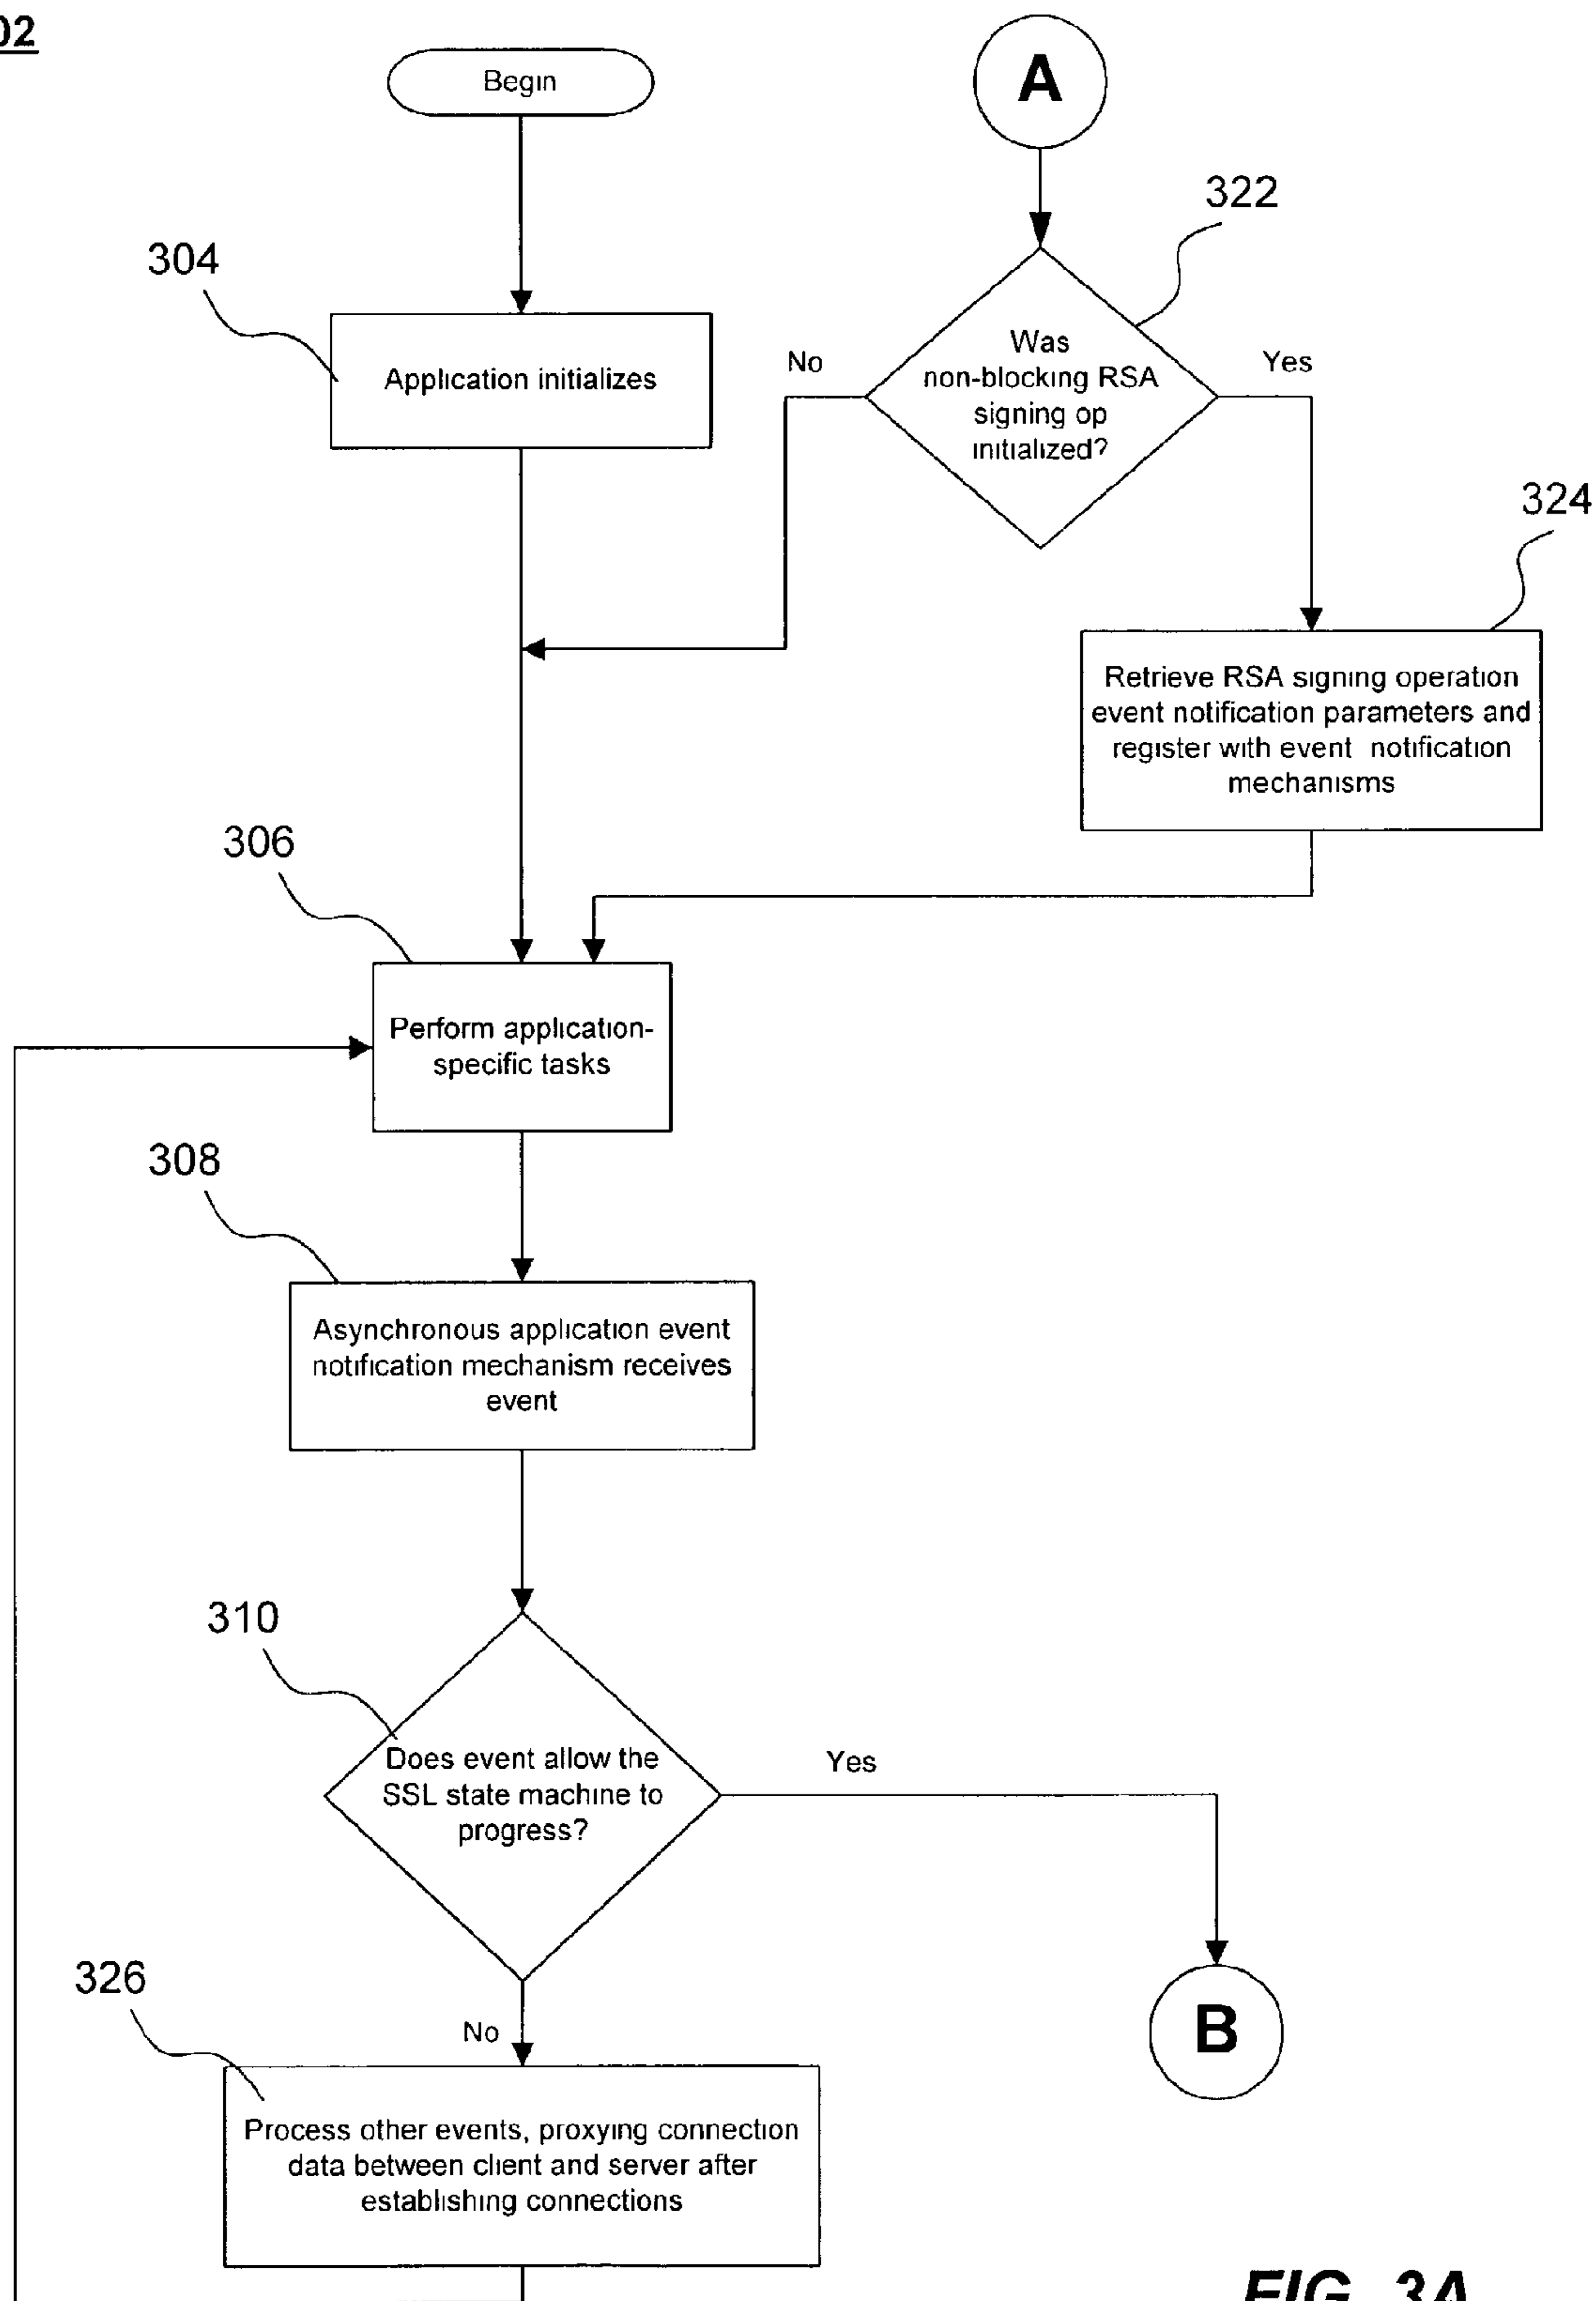 02
Begin
A
322
304
Was
non-blocking RSA
signing op
initialized?
No
Yes
Application initializes
324
Retrieve RSA signing operation
event notification parameters and
register with event notification
mechanisms
306
Perform application-
specific tasks
308
Asynchronous application event
notification mechanism receives
event
310
Does event allow the
SSL state machine to
progress?
Yes
326
No
B
Process other events, proxying connection
data between client and server after
establishing connections
FIG. 3A